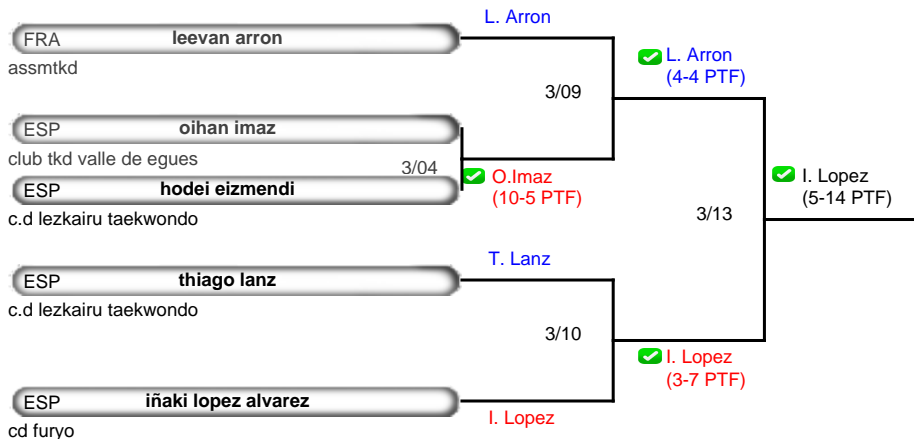 L. Arron
FRA leevan arron
assmtkd
L. Arron
(4-4 PTF)
3/09
ESP oihan imaz
club tkd valle de egues
3/04
O.Imaz
(10-5 PTF)
ESP hodei eizmendi
c.d lezkairu taekwondo
I. Lopez
(5-14 PTF)
3/13
T. Lanz
ESP thiago lanz
c.d lezkairu taekwondo
3/10
I. Lopez
(3-7 PTF)
ESP iñaki lopez alvarez
I. Lopez
cd furyo